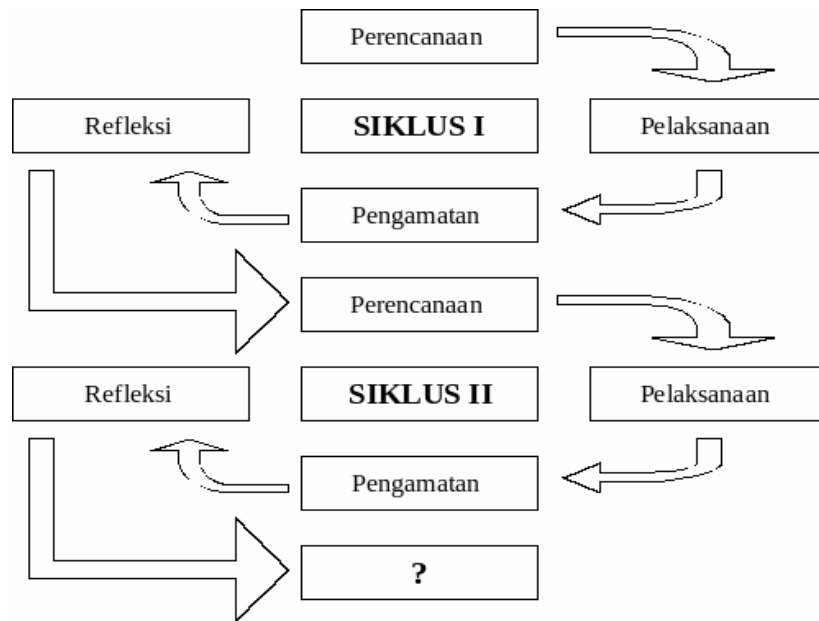 Perencanaan
Refleksi
SIKLUS I
Pelaksanaan
Pengamatan
Perencanaan
Refleksi
SIKLUS II
Pelaksanaan
Pengamatan
?